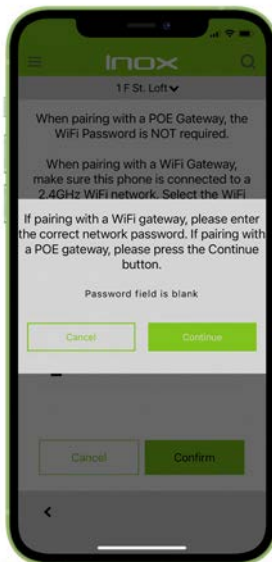 INOX
1 F St. Loft
When pairing with a POE Gateway, the
WiFi Password is NOT required.
When pairing with a WiFi Gateway,
make sure this phone is connected to a
2.4GHz WiFi network. Select the WiFi
If pairing with a WiFi gateway, please enter
the correct network password. If pairing with
a POE gateway, please press the Continue
button.
Password field is blank
Cancel
Continue
Cancel
Confirm